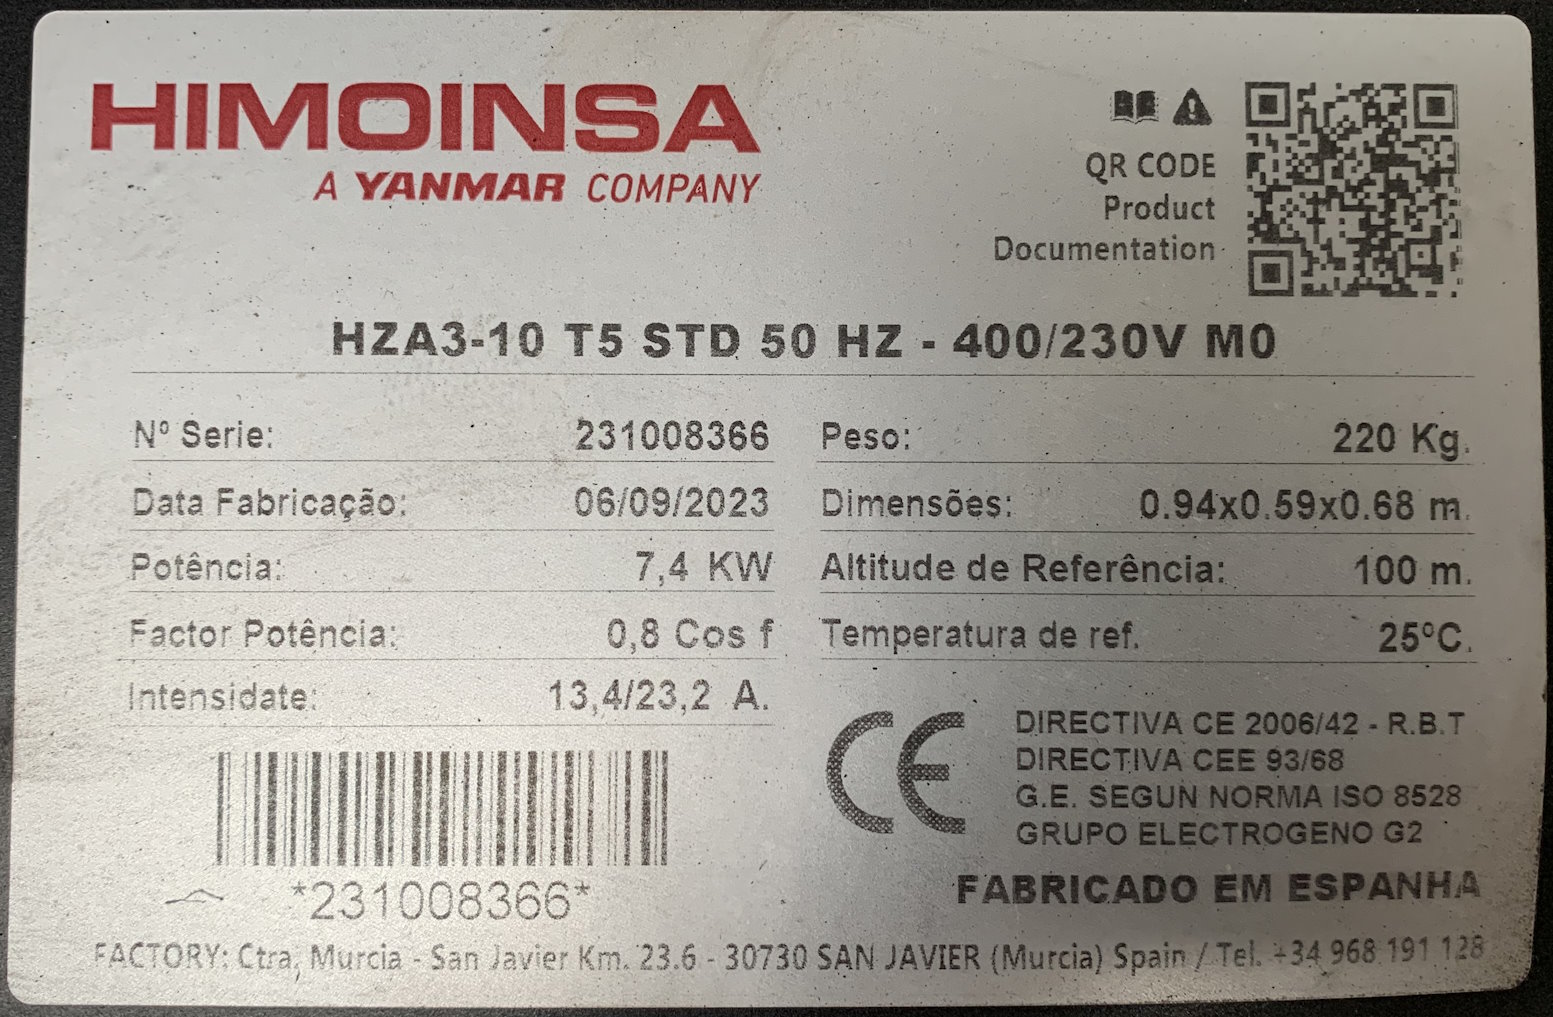 HIMOINSA
A YANMAR COMPANY
QR CODE
Product
Documentation
HZA3-10 T5 STD 50 HZ - 400/230V M0
Nº Serie: 231008366
Peso: 220 Kg.
Data Fabricação: 06/09/2023
Dimensões: 0.94x0.59x0.68 m.
Potência: 7,4 KW
Altitude de Referência: 100 m.
Factor Potência: 0,8 Cos f
Temperatura de ref. 25ºC.
Intensidate: 13,4/23,2 A.
CE
DIRECTIVA CE 2006/42 - R.B.T
DIRECTIVA CEE 93/68
G.E. SEGUN NORMA ISO 8528
GRUPO ELECTROGENO G2
*231008366*
FABRICADO EM ESPANHA
FACTORY: Ctra, Murcia - San Javier Km. 23.6 - 30730 SAN JAVIER (Murcia) Spain / Tel. +34 968 191 128